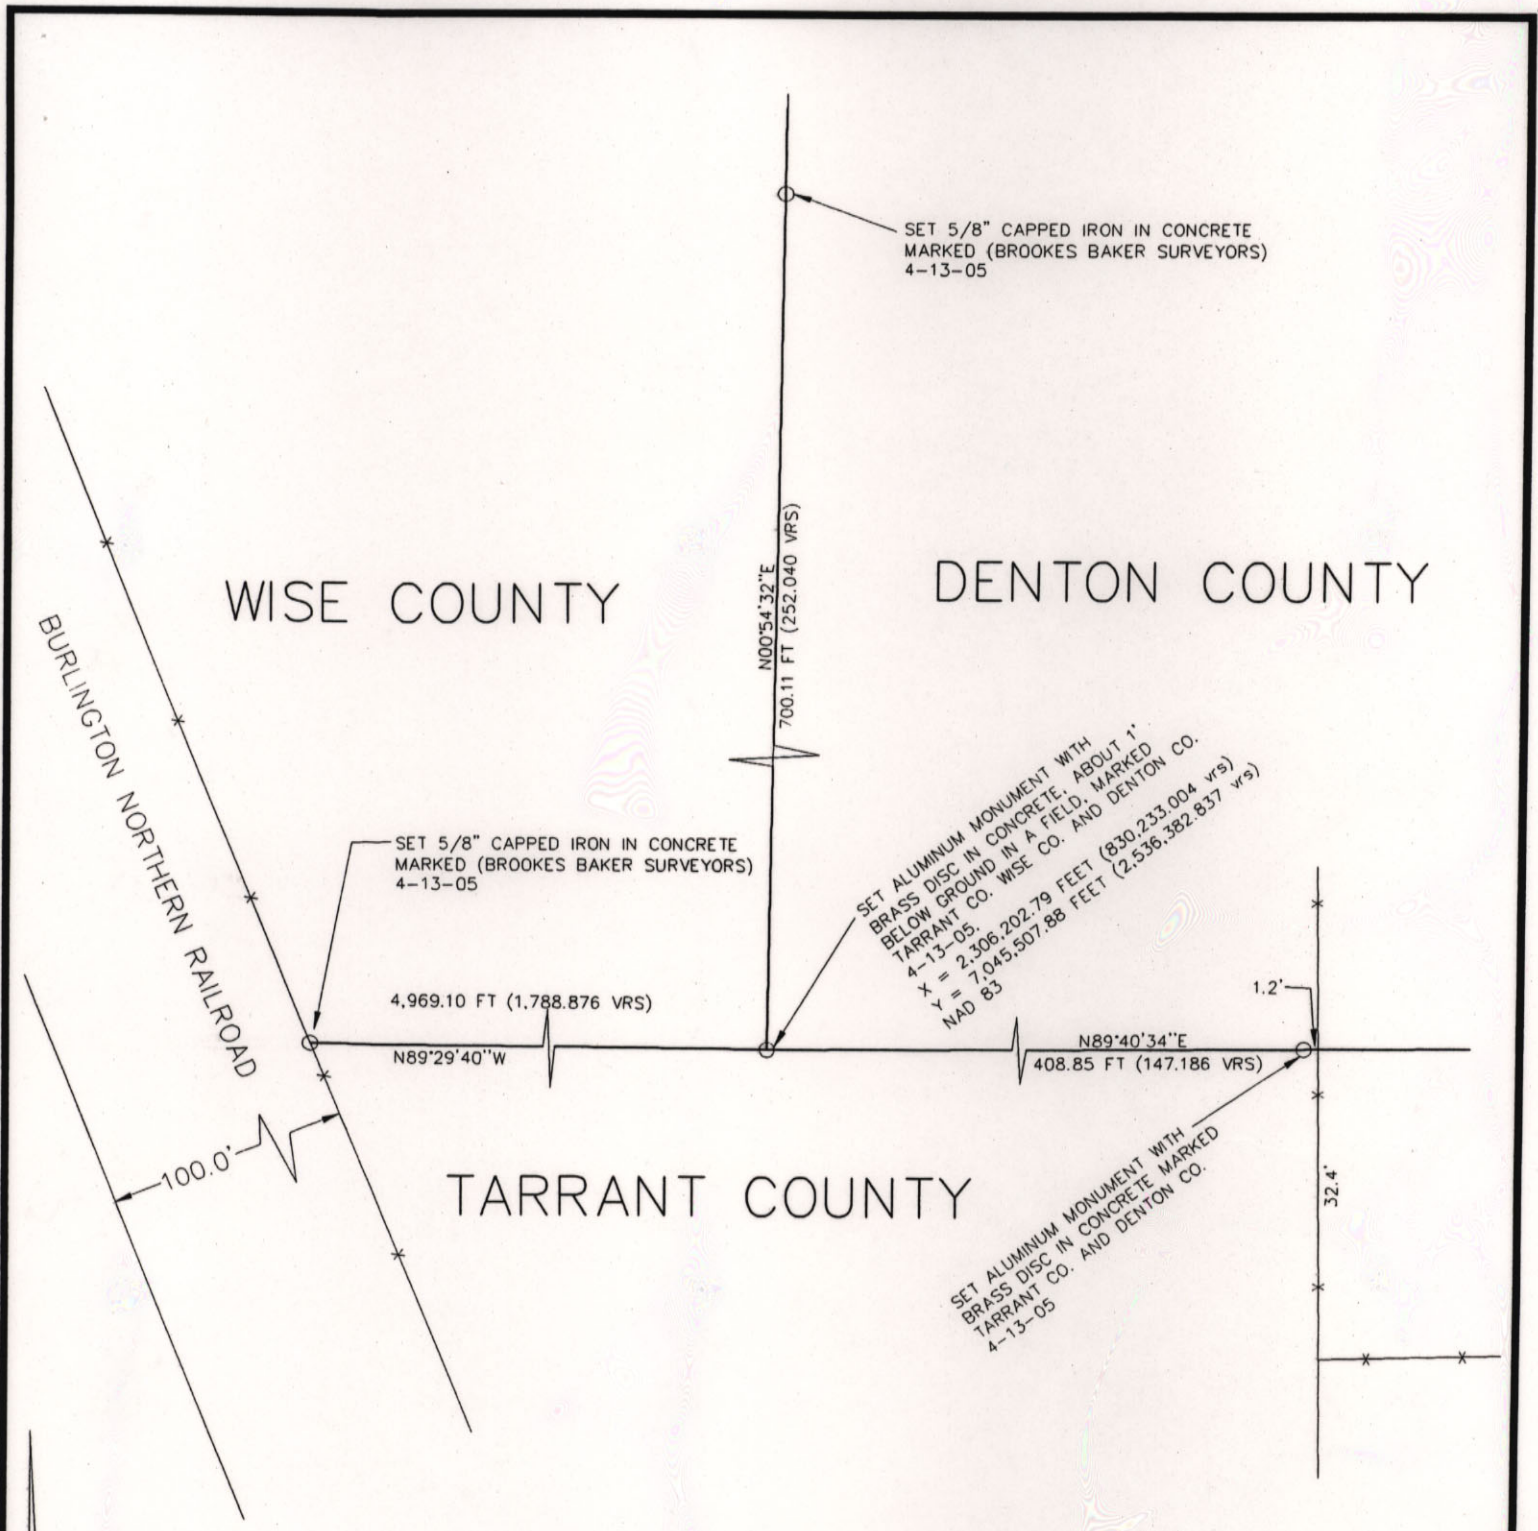 SET 5/8" CAPPED IRON IN CONCRETE
MARKED (BROOKES BAKER SURVEYORS)
4-13-05
WISE COUNTY
DENTON COUNTY
N00°54'32"E
700.11 FT (252.040 VRS)
BURLINGTON NORTHERN RAILROAD
SET 5/8" CAPPED IRON IN CONCRETE
MARKED (BROOKES BAKER SURVEYORS)
4-13-05
SET ALUMINUM MONUMENT WITH
BRASS DISC IN CONCRETE, ABOUT 1'
BELOW GROUND IN A FIELD, MARKED
TARRANT CO. WISE CO. AND DENTON CO.
4-13-05.
X = 2,306,202.79 FEET (830,233.004 vrs)
Y = 7,045,507.88 FEET (2,536,382.837 vrs)
NAD 83
4,969.10 FT (1,788.876 VRS)
N89°29'40"W
1.2'
N89°40'34"E
408.85 FT (147.186 VRS)
100.0'
TARRANT COUNTY
SET ALUMINUM MONUMENT WITH
BRASS DISC IN CONCRETE MARKED
TARRANT CO. AND DENTON CO.
4-13-05
32.4'